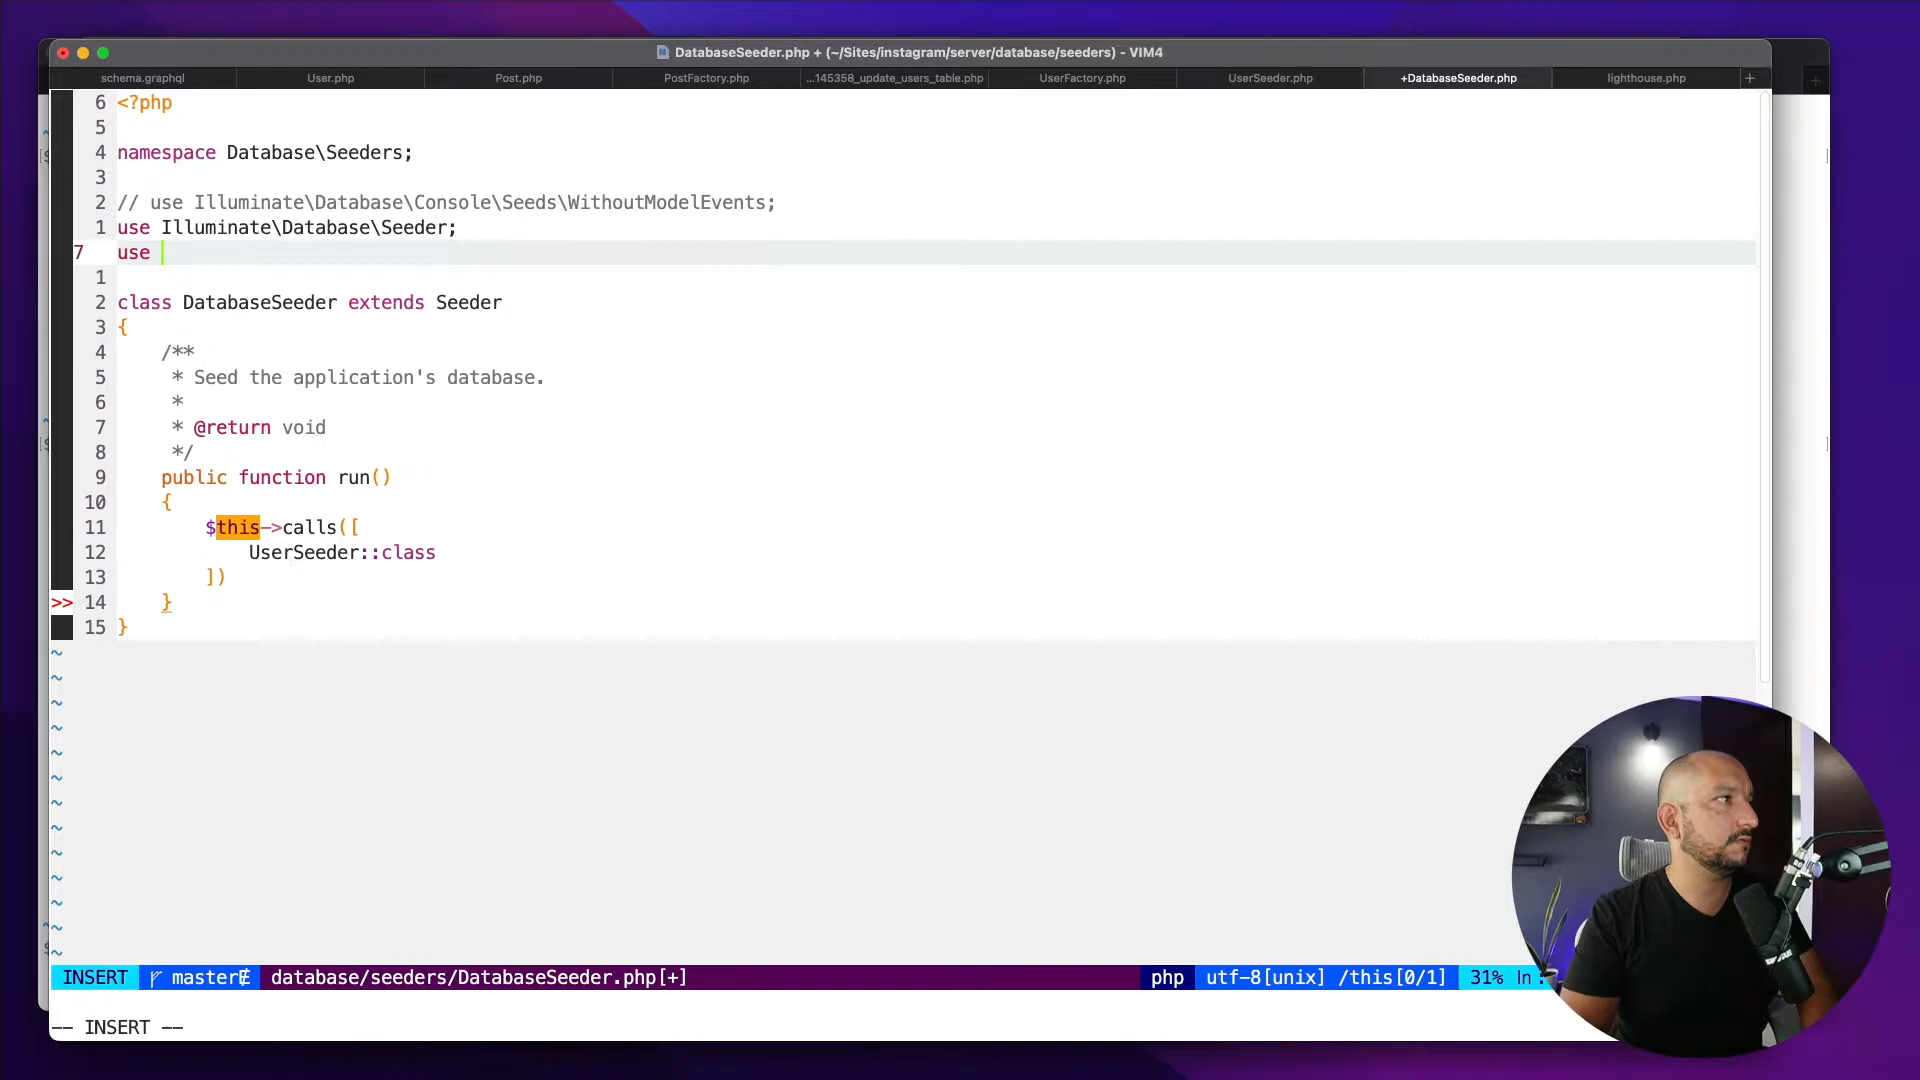 DatabaseSeeder.php + (~/Sites/instagram/server/database/seeders) - VIM4
schema.graphql User.php Post.php PostFactory.php ...145358_update_users_table.php UserFactory.php UserSeeder.php +DatabaseSeeder.php lighthouse.php +
6 <?php
5
4 namespace Database\Seeders;
3
2 // use Illuminate\Database\Console\Seeds\WithoutModelEvents;
1 use Illuminate\Database\Seeder;
7 use
1
2 class DatabaseSeeder extends Seeder
3 {
4 /**
5 * Seed the application's database.
6 *
7 * @return void
8 */
9 public function run()
10 {
11 $this->calls([
12 UserSeeder::class
13 ])
>> 14 }
15 }
~
~
~
~
~
~
~
~
~
~
~
~
~
INSERT master database/seeders/DatabaseSeeder.php[+] php utf-8[unix] /this[0/1] 31% ln :
-- INSERT --